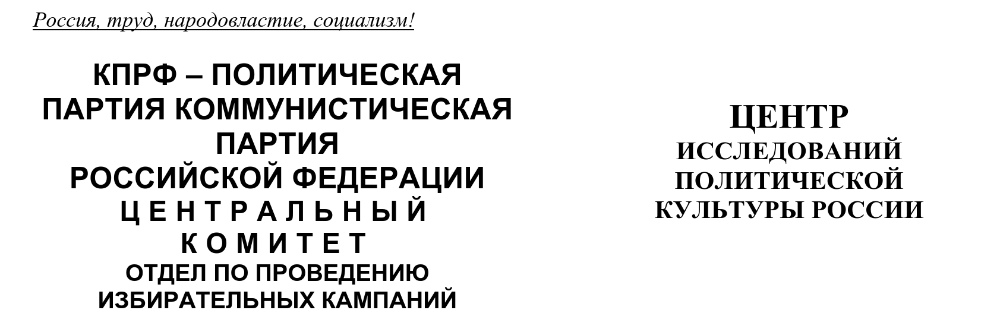 Россия, труд, народовластие, социализм!
КПРФ – ПОЛИТИЧЕСКАЯ
ПАРТИЯ КОММУНИСТИЧЕСКАЯ
ПАРТИЯ
РОССИЙСКОЙ ФЕДЕРАЦИИ
Ц Е Н Т Р А Л Ь Н Ы Й
К О М И Т Е Т
ОТДЕЛ ПО ПРОВЕДЕНИЮ
ИЗБИРАТЕЛЬНЫХ КАМПАНИЙ
ЦЕНТР
ИССЛЕДОВАНИЙ
ПОЛИТИЧЕСКОЙ
КУЛЬТУРЫ РОССИИ